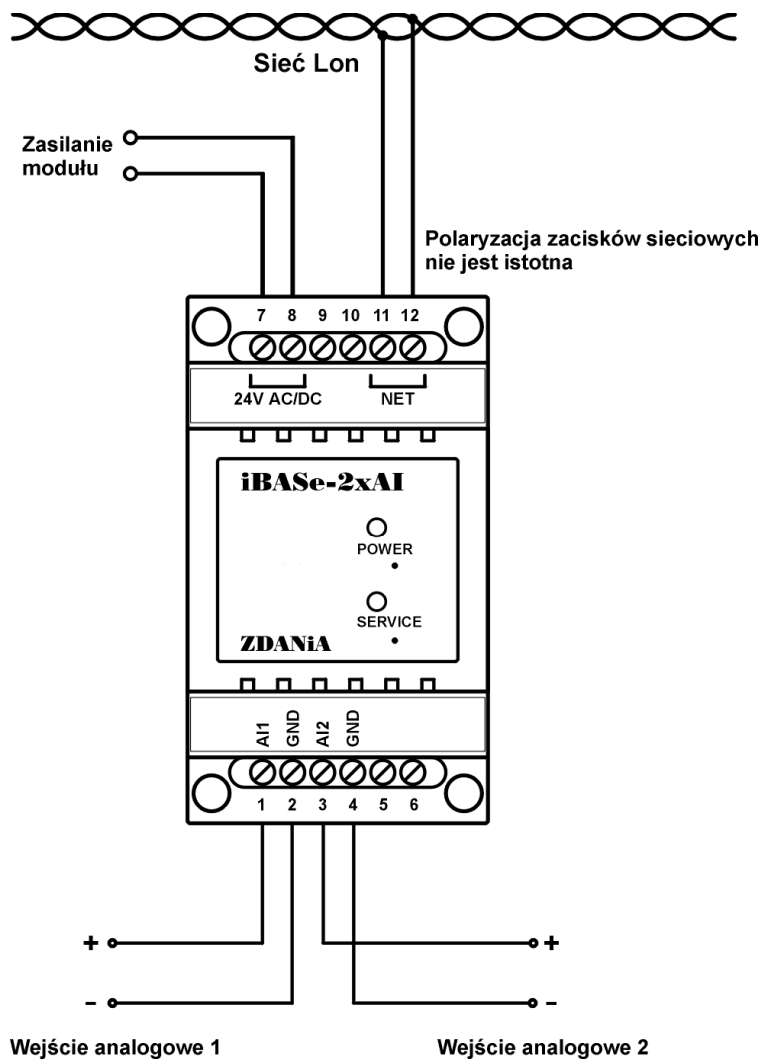 Sieć Lon
Zasilanie
modułu
Polaryzacja zacisków sieciowych
nie jest istotna
7 8 9 10 11 12
24V AC/DC NET
iBASe-2xAI
POWER
SERVICE
ZDANiA
AI1 GND AI2 GND
1 2 3 4 5 6
+ +
– –
Wejście analogowe 1 Wejście analogowe 2